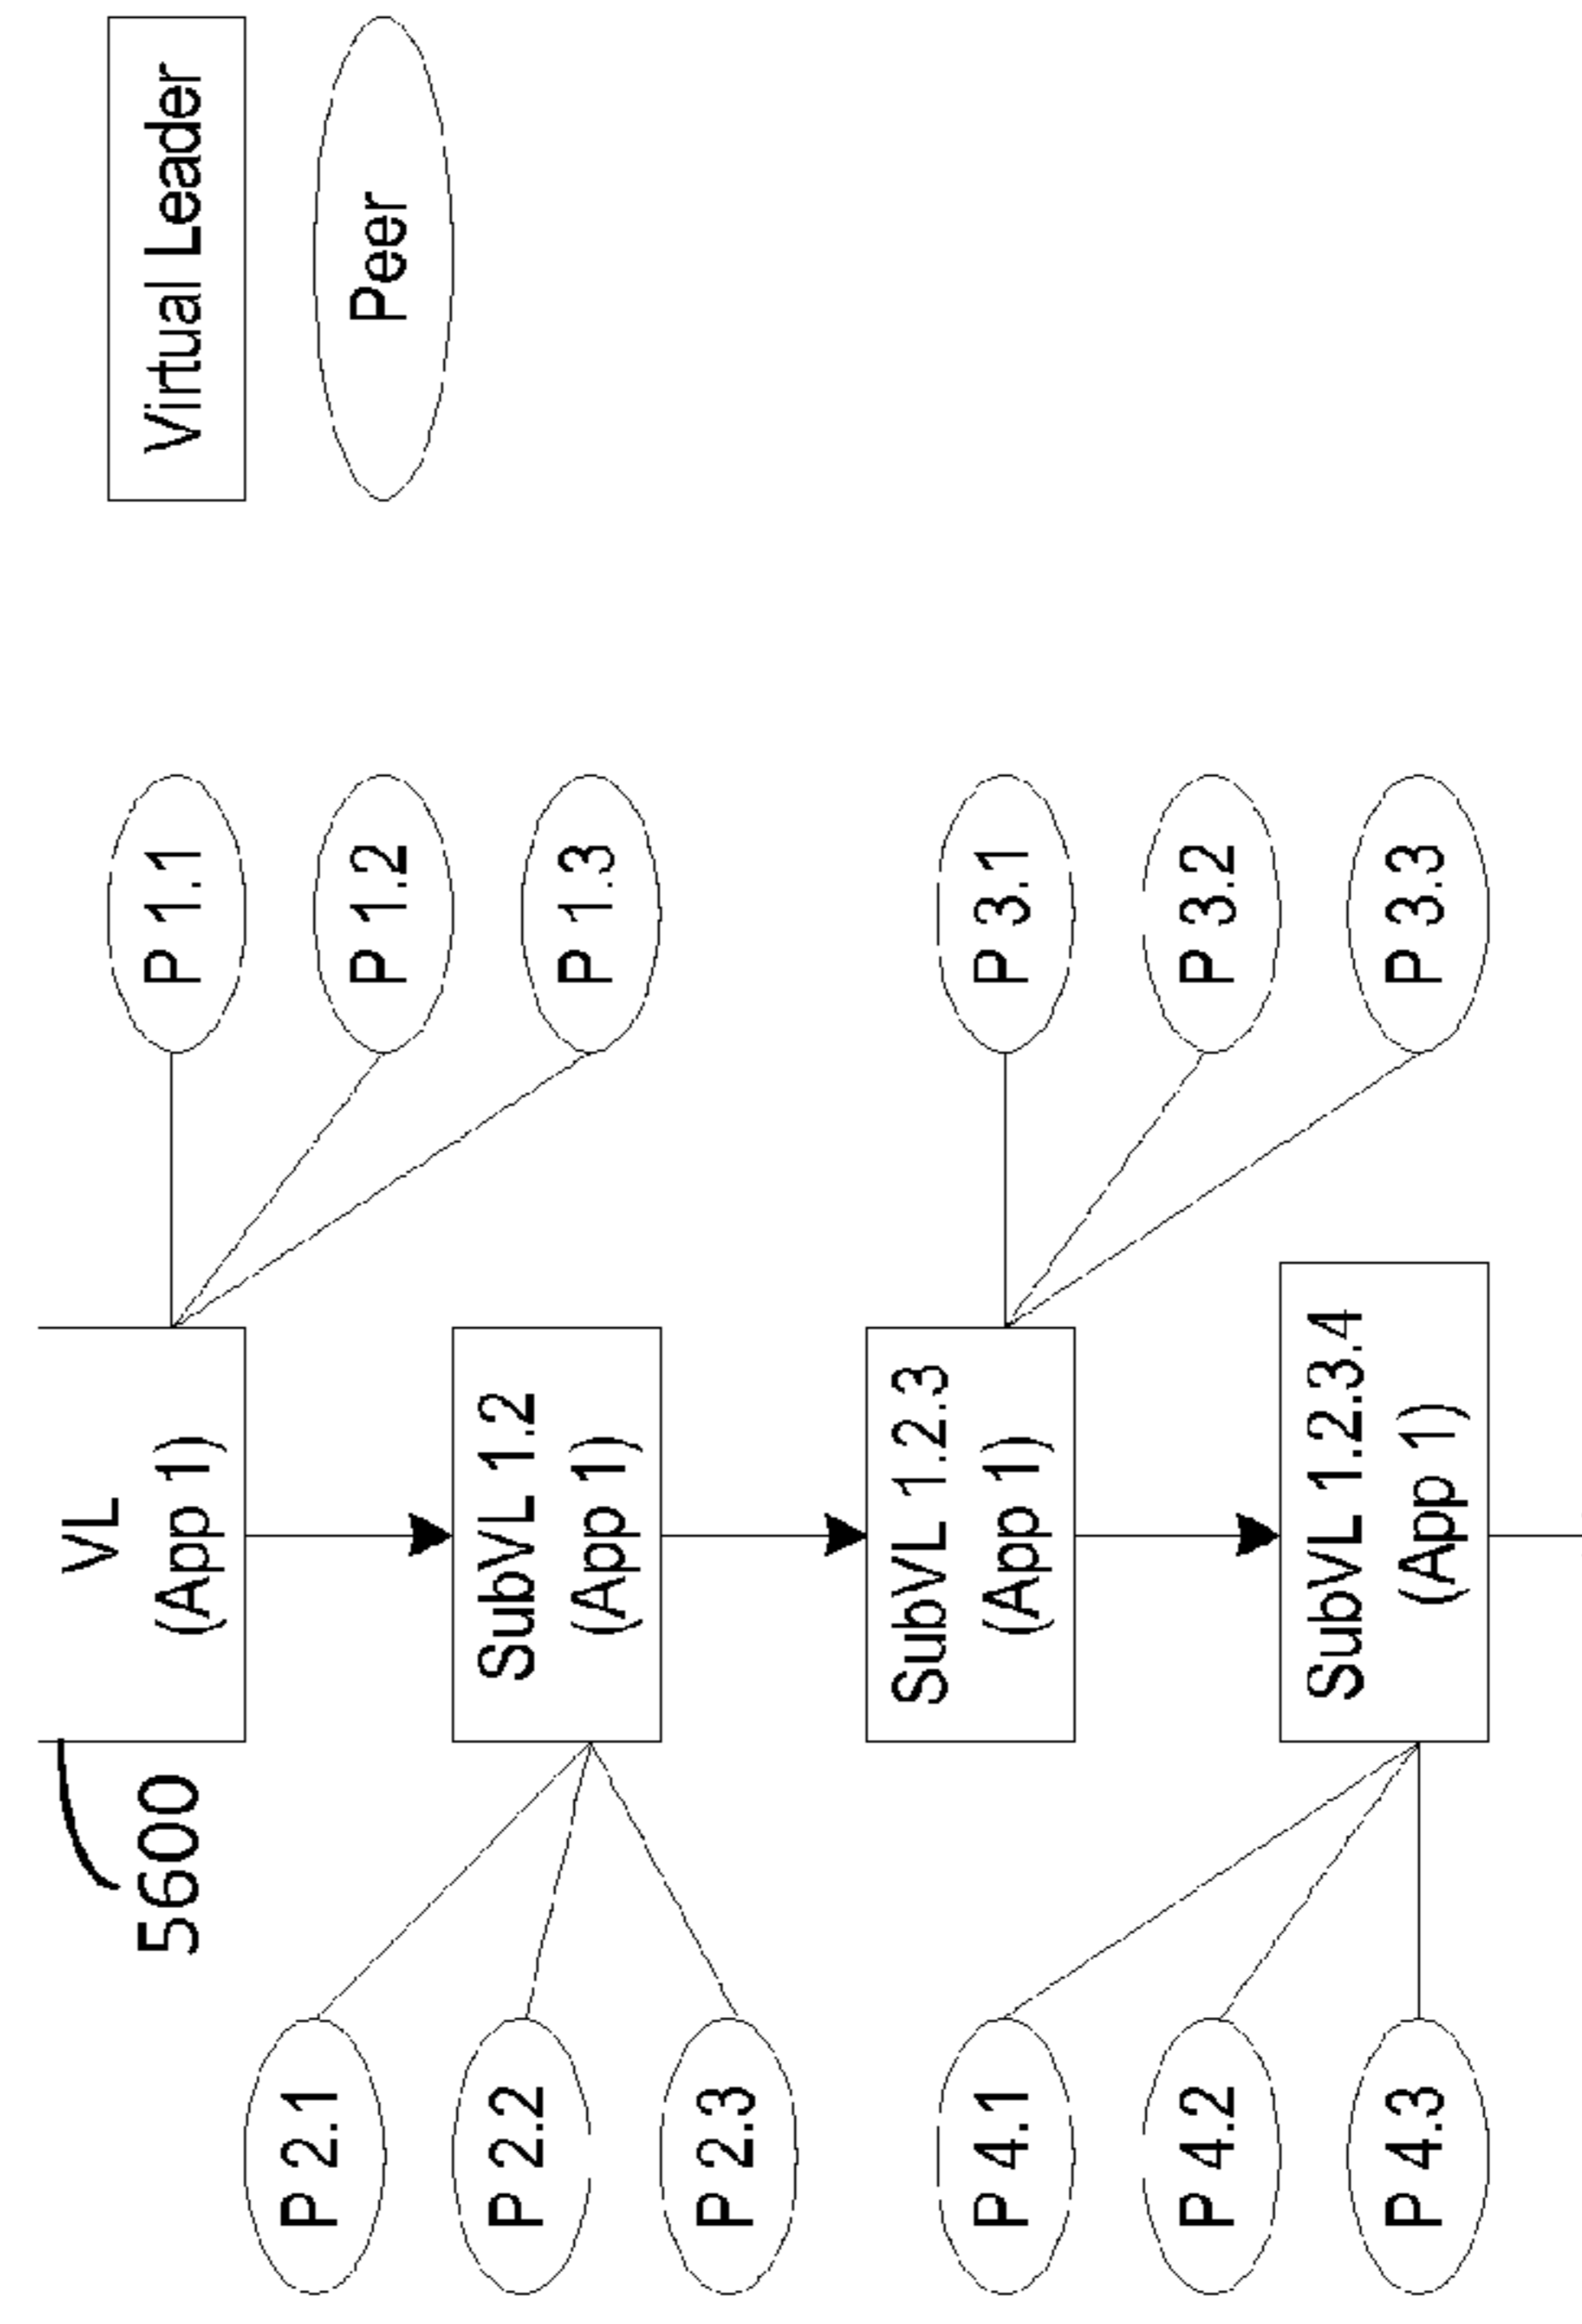 Virtual Leader
Peer
5600
VL
(App 1)
P 1.1
P 1.2
P 1.3
P 2.1
P 2.2
P 2.3
SubVL 1.2
(App 1)
SubVL 1.2.3
(App 1)
P 3.1
P 3.2
P 3.3
P 4.1
P 4.2
P 4.3
SubVL 1.2.3.4
(App 1)